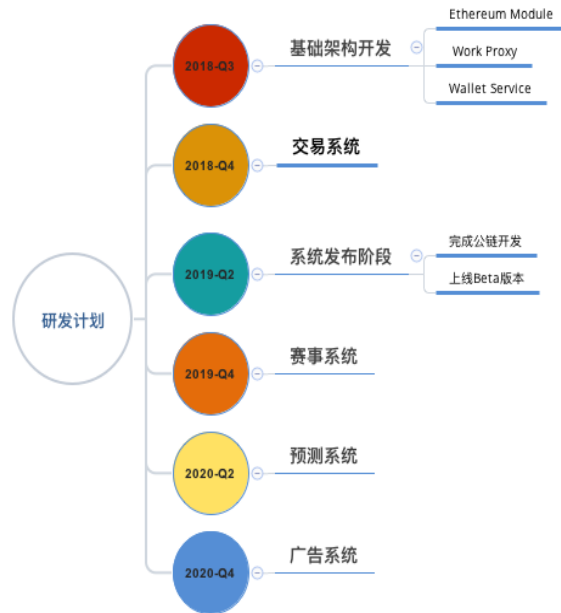 研发计划
2018-Q3
基础架构开发
Ethereum Module
Work Proxy
Wallet Service
2018-Q4
交易系统
2019-Q2
系统发布阶段
完成公链开发
上线Beta版本
2019-Q4
赛事系统
2020-Q2
预测系统
2020-Q4
广告系统